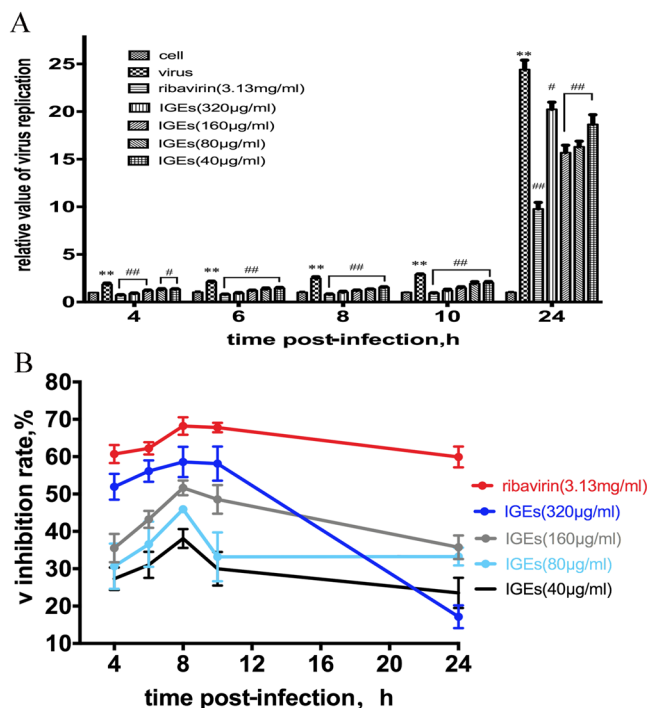 A
relative value of virus replication
25
20
15
10
5
0
cell
virus
ribavirin(3.13mg/ml)
IGEs(320μg/ml)
IGEs(160μg/ml)
IGEs(80μg/ml)
IGEs(40μg/ml)
** ## #
** ##
** ##
** ##
** ## # ##
4 6 8 10 24
time post-infection,h
B
v inhibition rate,%
80
70
60
50
40
30
20
10
ribavirin(3.13mg/ml)
IGEs(320μg/ml)
IGEs(160μg/ml)
IGEs(80μg/ml)
IGEs(40μg/ml)
4 8 12 16 20 24
time post-infection, h